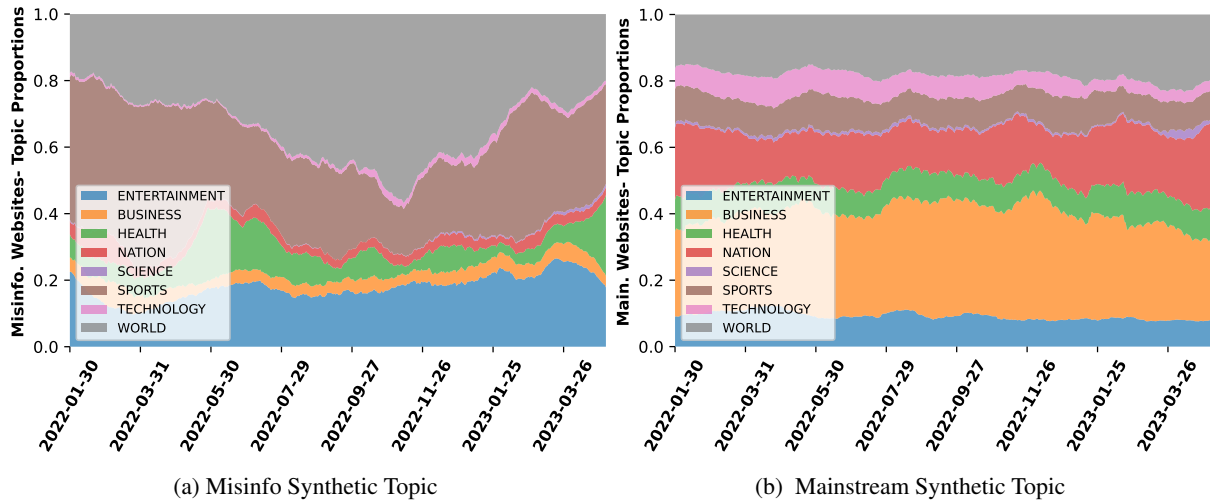 Misinfo. Websites- Topic Proportions
1.0
0.8
0.6
0.4
0.2
0.0
ENTERTAINMENT
BUSINESS
HEALTH
NATION
SCIENCE
SPORTS
TECHNOLOGY
WORLD
2022-01-30
2022-03-31
2022-05-30
2022-07-29
2022-09-27
2022-11-26
2023-01-25
2023-03-26
(a) Misinfo Synthetic Topic
Main. Websites- Topic Proportions
1.0
0.8
0.6
0.4
0.2
0.0
ENTERTAINMENT
BUSINESS
HEALTH
NATION
SCIENCE
SPORTS
TECHNOLOGY
WORLD
2022-01-30
2022-03-31
2022-05-30
2022-07-29
2022-09-27
2022-11-26
2023-01-25
2023-03-26
(b) Mainstream Synthetic Topic